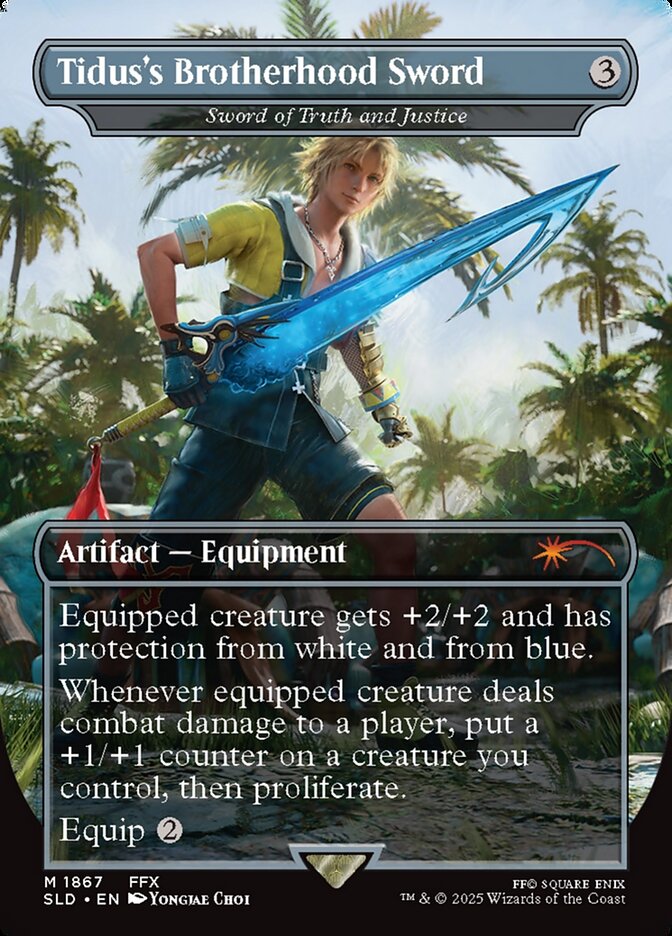 Tidus's Brotherhood Sword 3
Sword of Truth and Justice
Artifact — Equipment
Equipped creature gets +2/+2 and has
protection from white and from blue.
Whenever equipped creature deals
combat damage to a player, put a
+1/+1 counter on a creature you
control, then proliferate.
Equip 2
M 1867 FFX
SLD • EN Yongjae Choi
FF© SQUARE ENIX
™ & © 2025 Wizards of the Coast